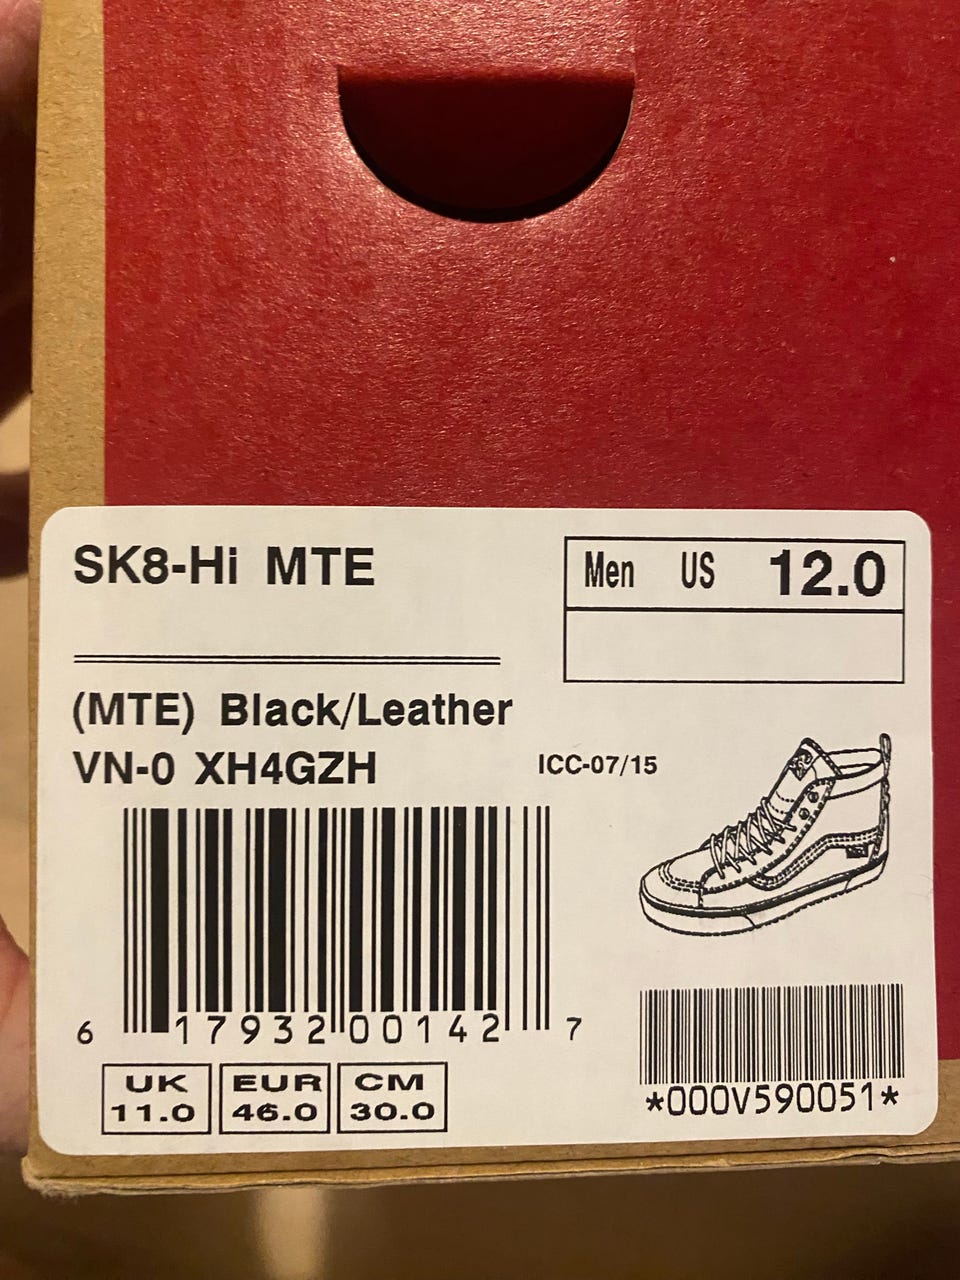 SK8-Hi MTE
Men US 12.0
(MTE) Black/Leather
VN-0 XH4GZH
ICC-07/15
6 17932 00142 7
UK EUR CM
11.0 46.0 30.0
*000V590051*